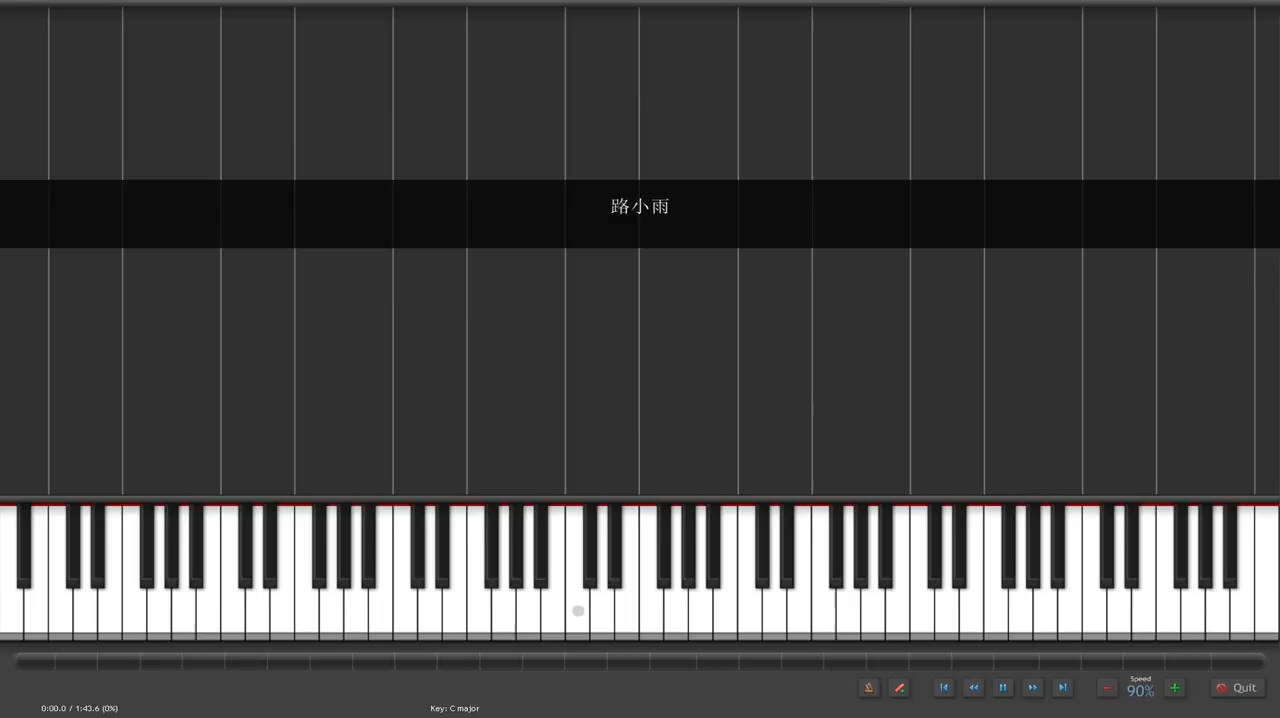 路小雨
Speed
90%
Quit
0:00.0 / 1:43.6 (0%)
Key: C major